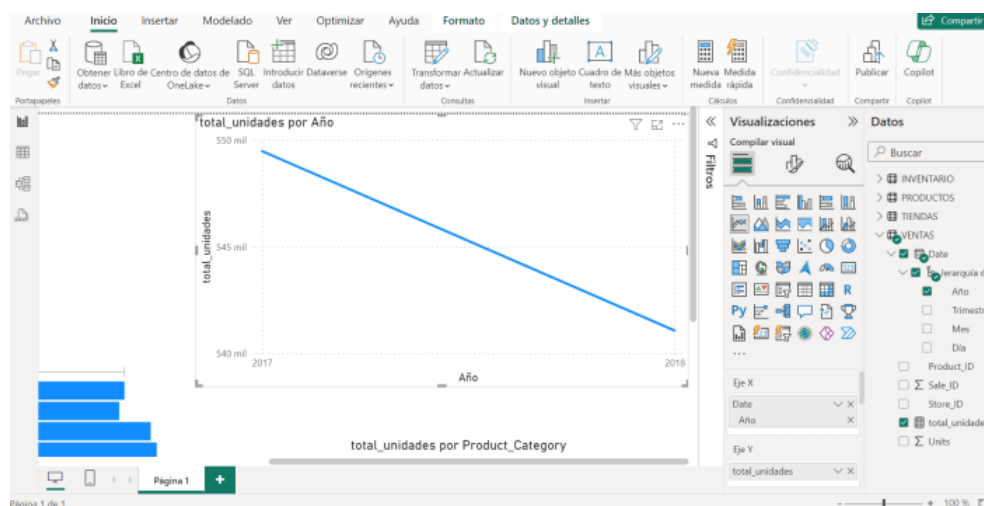 Archivo Inicio Insertar Modelado Ver Optimizar Ayuda Formato Datos y detalles Compartir
Pegar
Obtener datos
Libro de Excel
Centro de datos de OneLake
SQL Server
Introducir datos
Dataverse
Orígenes recientes
Transformar datos
Actualizar
Nuevo objeto visual
Cuadro de texto
Más objetos visuales
Nueva medida
Medida rápida
Confidencialidad
Publicar
Copilot
Portapapeles Datos Consultas Insertar Cálculos Confidencialidad Compartir Copilot
total_unidades por Año
550 mil
545 mil
540 mil
total_unidades
2017 2018
Año
total_unidades por Product_Category
Filtros
Visualizaciones
Compilar visual
R
Py
...
Eje X
Date
Año
Eje Y
total_unidades
Datos
Buscar
INVENTARIO
PRODUCTOS
TIENDAS
VENTAS
Date
Jerarquía d
Año
Trimestr
Mes
Día
Product_ID
Sale_ID
Store_ID
total_unidade
Units
Página 1
+
Página 1 de 1
- + 100 %